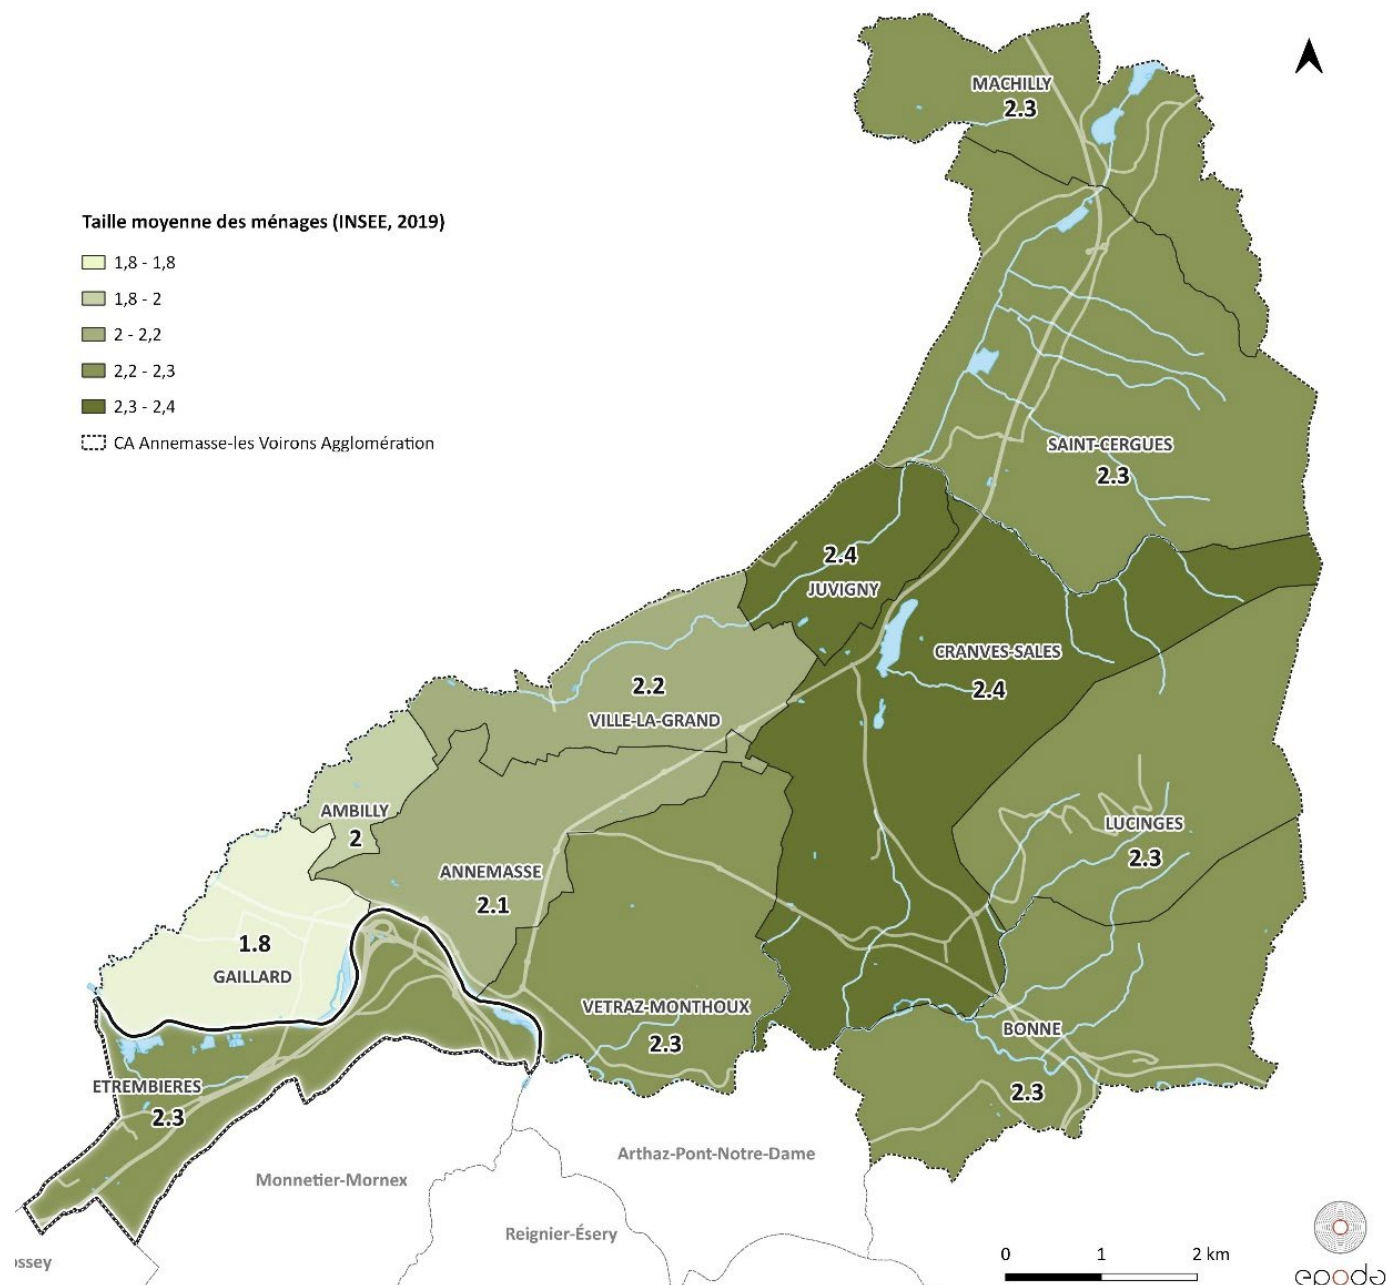 MACHILLY
2.3
Taille moyenne des ménages (INSEE, 2019)
1,8 - 1,8
1,8 - 2
2 - 2,2
2,2 - 2,3
2,3 - 2,4
CA Annemasse-les Voirons Agglomération
SAINT-CERGUES
2.3
2.4
JUVIGNY
CRANVES-SALES
2.4
2.2
VILLE-LA-GRAND
AMBILLY
2
LUCINGES
2.3
ANNEMASSE
2.1
1.8
GAILLARD
VETRAZ-MONTHOUX
2.3
BONNE
2.3
ETREMBIERES
2.3
Arthaz-Pont-Notre-Dame
Monnetier-Mornex
Reignier-Ésery
ossey
0 1 2 km
epode